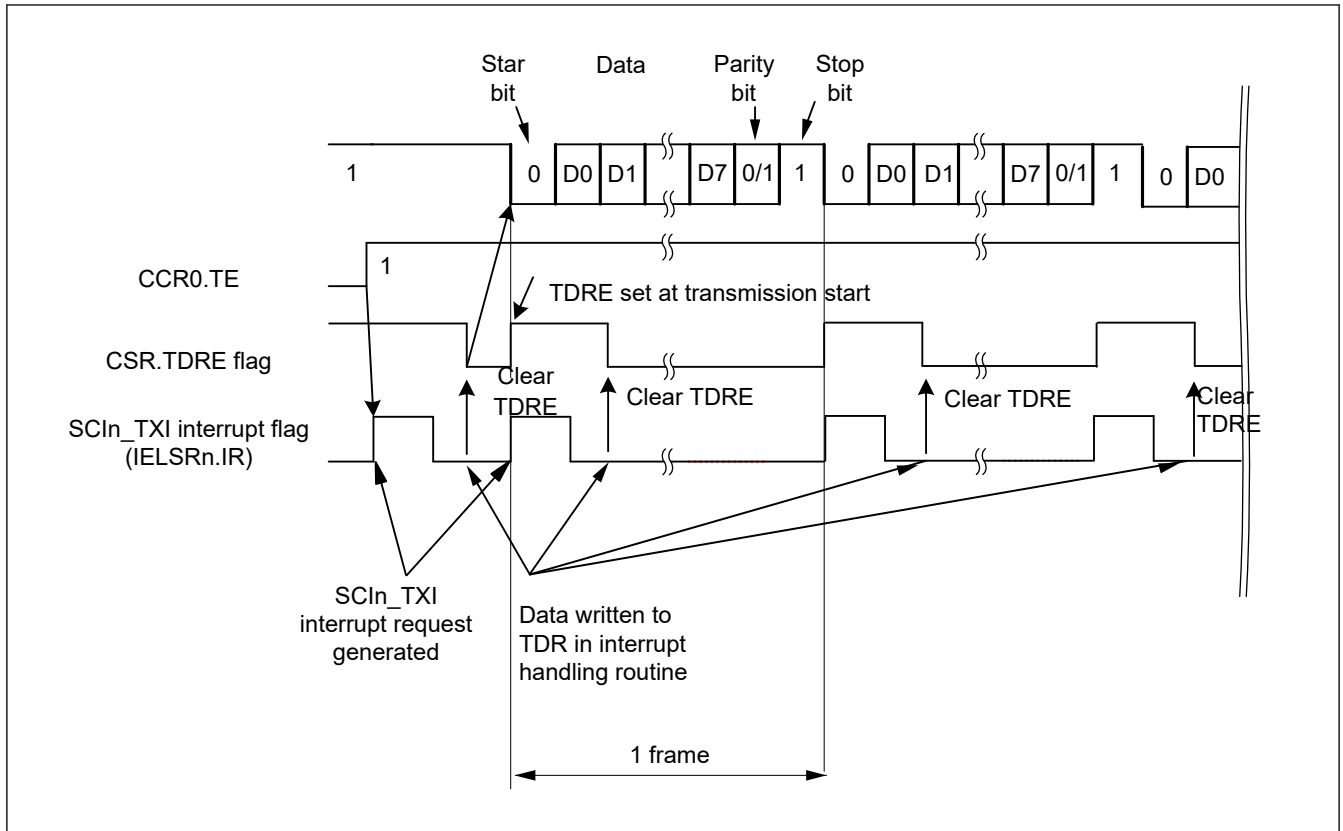 Star
bit
Data
Parity
bit
Stop
bit
1
0
D0
D1
D7
0/1
1
0
D0
D1
D7
0/1
1
0
D0
CCR0.TE
1
TDRE set at transmission start
CSR.TDRE flag
Clear
TDRE
Clear TDRE
Clear TDRE
Clear
TDRE
SCIn_TXI interrupt flag
(IELSRn.IR)
SCIn_TXI
interrupt request
generated
Data written to
TDR in interrupt
handling routine
1 frame